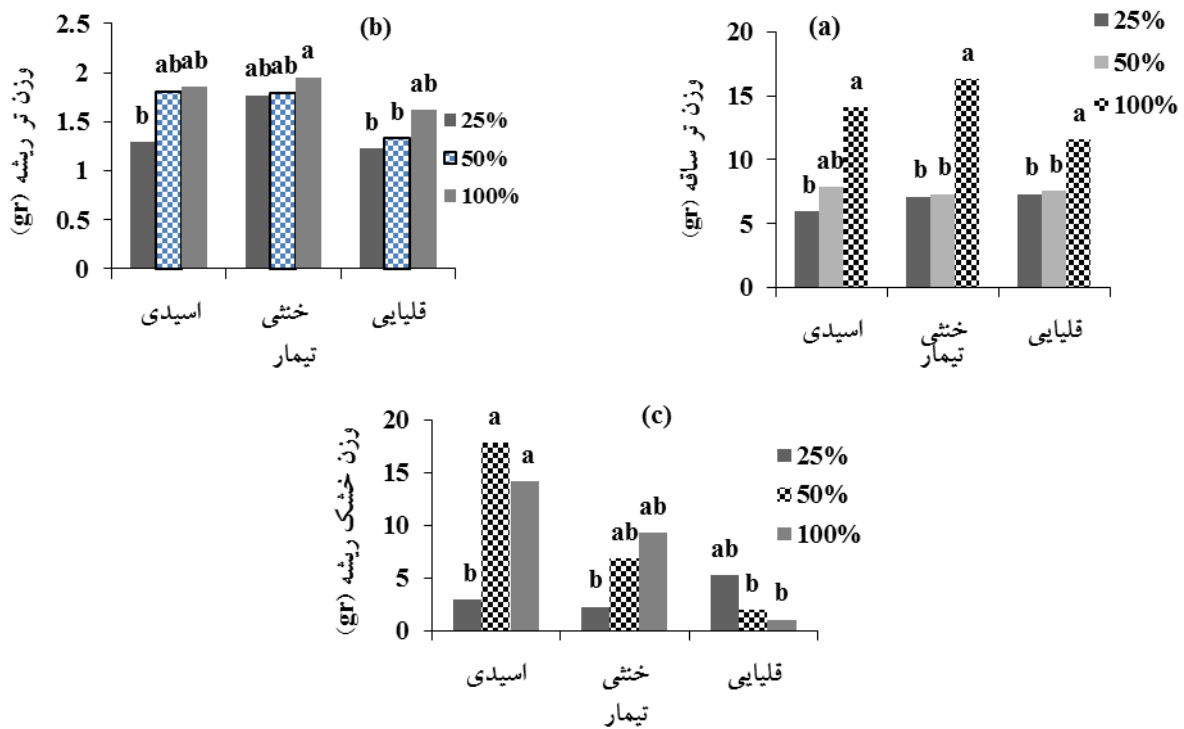 (b)
وزن تر ریشه (gr)
2.5
2
1.5
1
0.5
0
b ab ab
ab ab a
b b ab
25%
50%
100%
اسیدی خنثی قلیایی
تیمار
(a)
وزن تر ساقه (gr)
20
15
10
5
0
b ab a
b b a
b b a
25%
50%
100%
اسیدی خنثی قلیایی
تیمار
(c)
وزن خشک ریشه (gr)
20
15
10
5
0
b a a
b ab ab
ab b b
25%
50%
100%
اسیدی خنثی قلیایی
تیمار